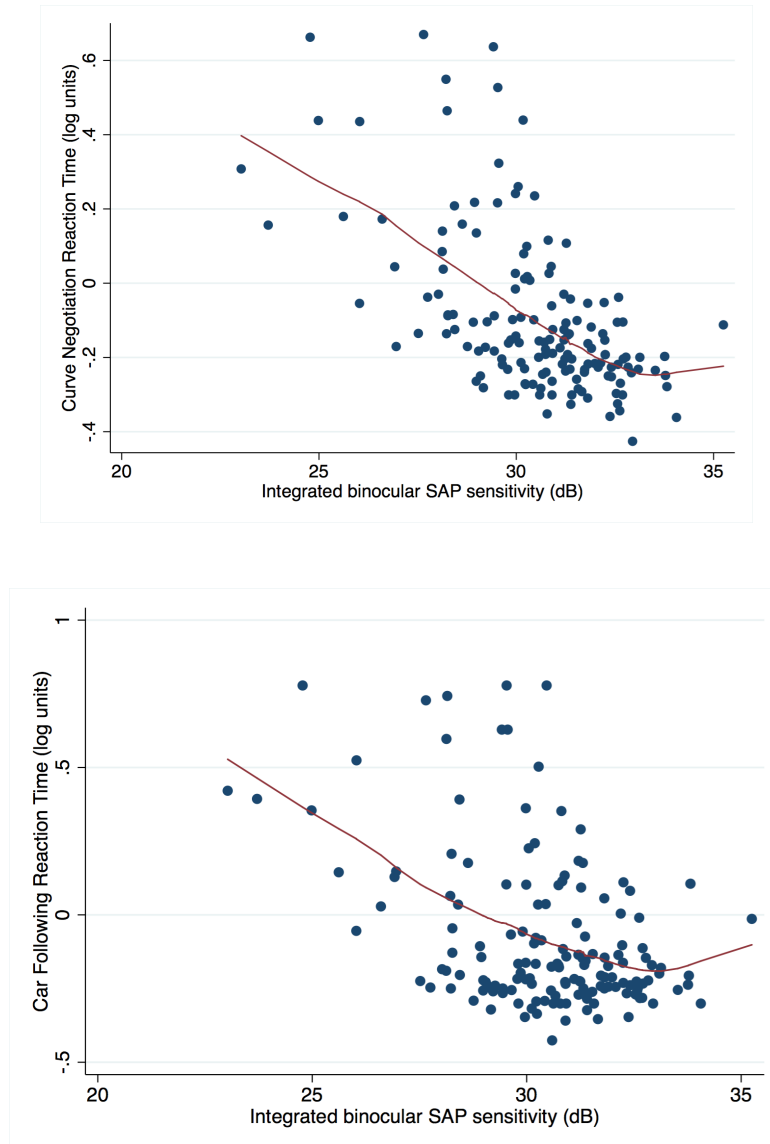 Curve Negotiation Reaction Time (log units)
.6
.4
.2
0
-.2
-.4
20 25 30 35
Integrated binocular SAP sensitivity (dB)
Car Following Reaction Time (log units)
1
.5
0
-.5
20 25 30 35
Integrated binocular SAP sensitivity (dB)